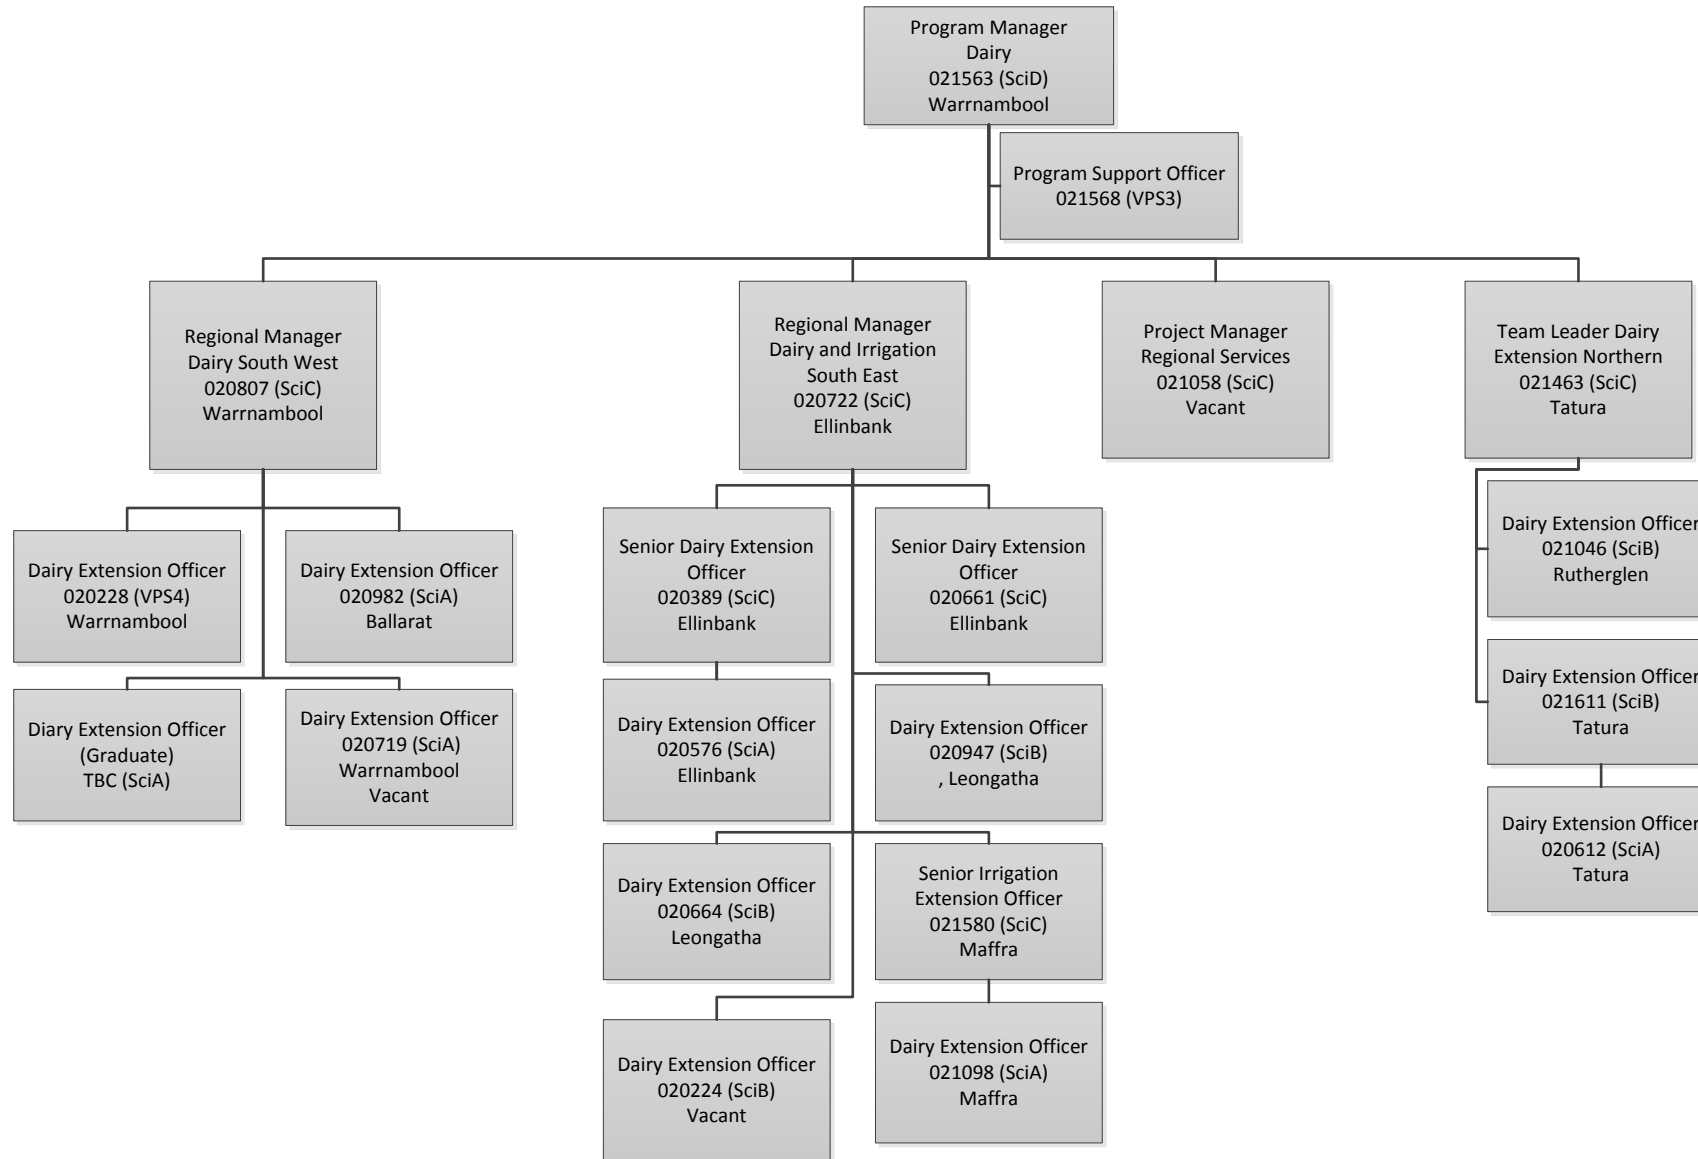 Program Manager
Dairy
021563 (SciD)
Warrnambool
Program Support Officer
021568 (VPS3)
Regional Manager
Dairy South West
020807 (SciC)
Warrnambool
Regional Manager
Dairy and Irrigation
South East
020722 (SciC)
Ellinbank
Project Manager
Regional Services
021058 (SciC)
Vacant
Team Leader Dairy
Extension Northern
021463 (SciC)
Tatura
Dairy Extension Officer
020228 (VPS4)
Warrnambool
Dairy Extension Officer
020982 (SciA)
Ballarat
Senior Dairy Extension
Officer
020389 (SciC)
Ellinbank
Senior Dairy Extension
Officer
020661 (SciC)
Ellinbank
Dairy Extension Officer
021046 (SciB)
Rutherglen
Diary Extension Officer
(Graduate)
TBC (SciA)
Dairy Extension Officer
020719 (SciA)
Warrnambool
Vacant
Dairy Extension Officer
020576 (SciA)
Ellinbank
Dairy Extension Officer
020947 (SciB)
, Leongatha
Dairy Extension Officer
021611 (SciB)
Tatura
Dairy Extension Officer
020612 (SciA)
Tatura
Dairy Extension Officer
020664 (SciB)
Leongatha
Senior Irrigation
Extension Officer
021580 (SciC)
Maffra
Dairy Extension Officer
020224 (SciB)
Vacant
Dairy Extension Officer
021098 (SciA)
Maffra